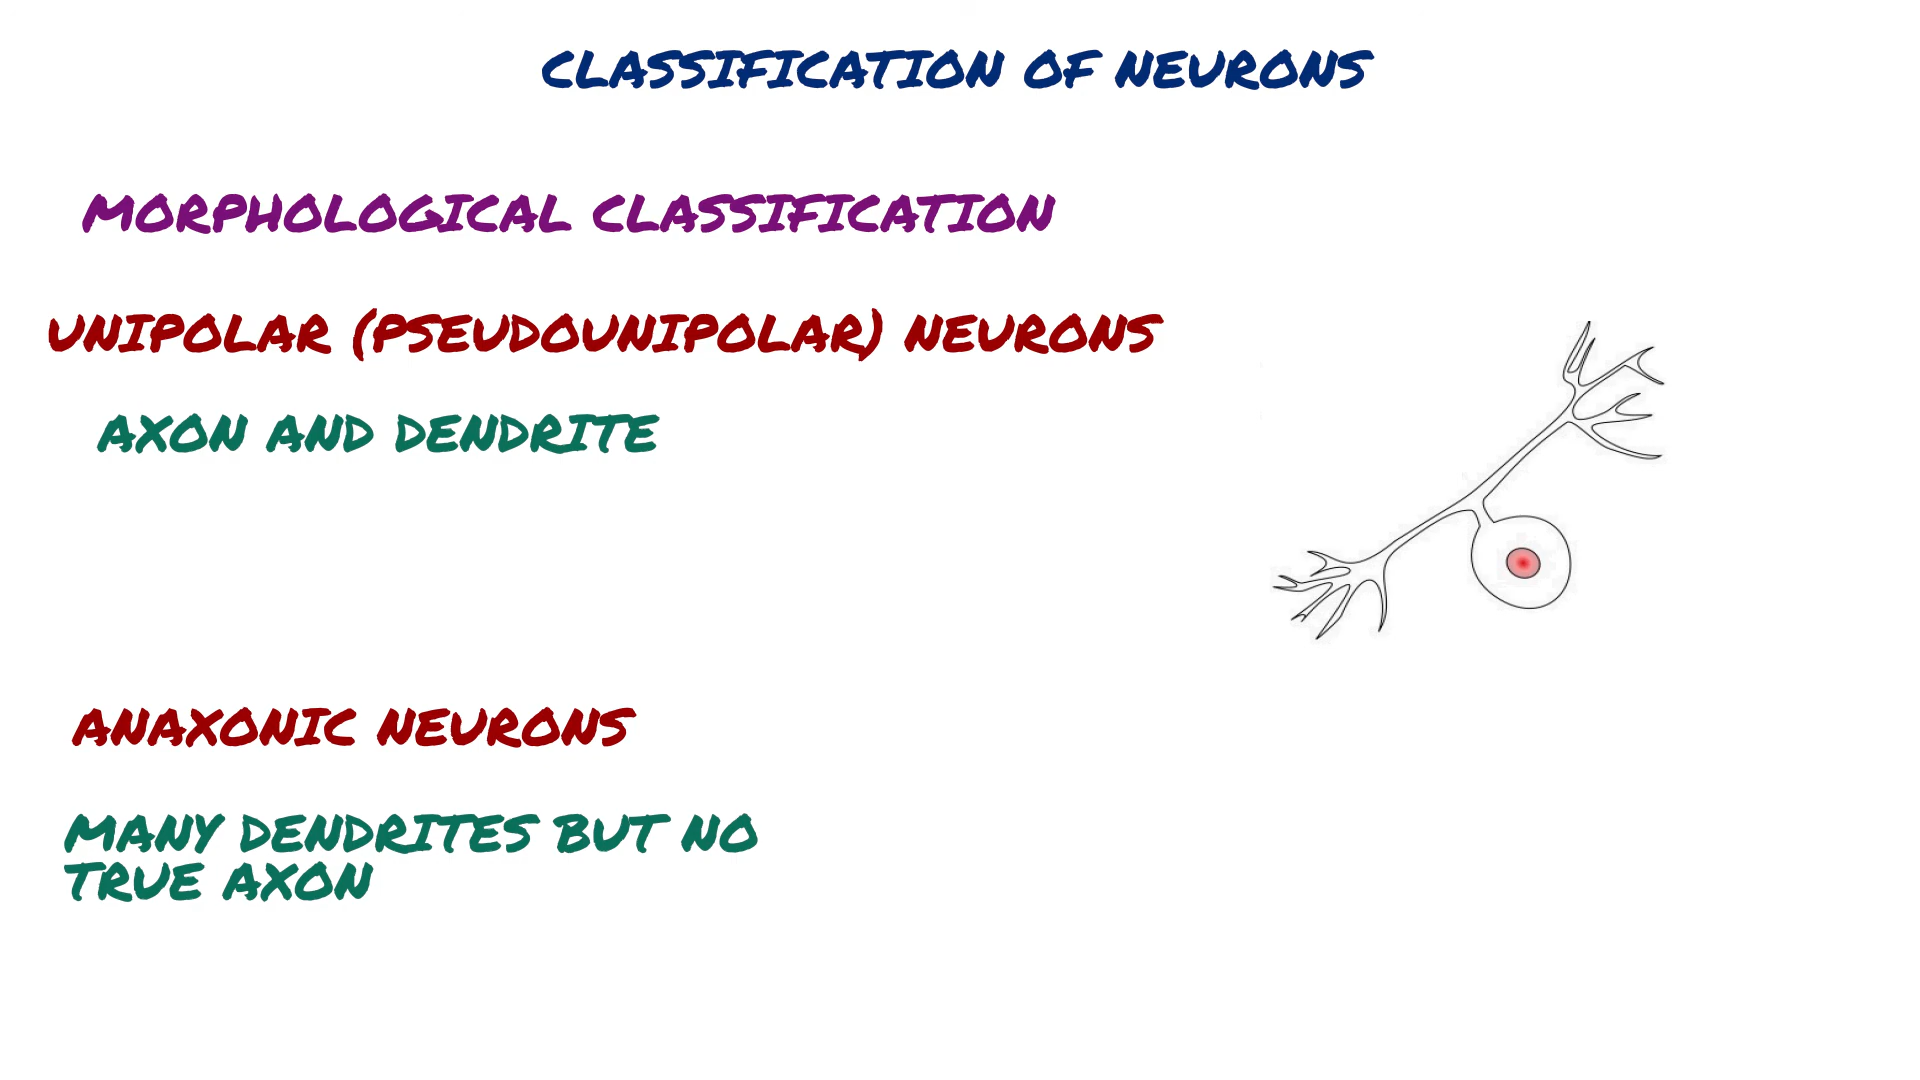 CLASSIFICATION OF NEURONS
MORPHOLOGICAL CLASSIFICATION
UNIPOLAR (PSEUDOUNIPOLAR) NEURONS
AXON AND DENDRITE
ANAXONIC NEURONS
MANY DENDRITES BUT NO
TRUE AXON